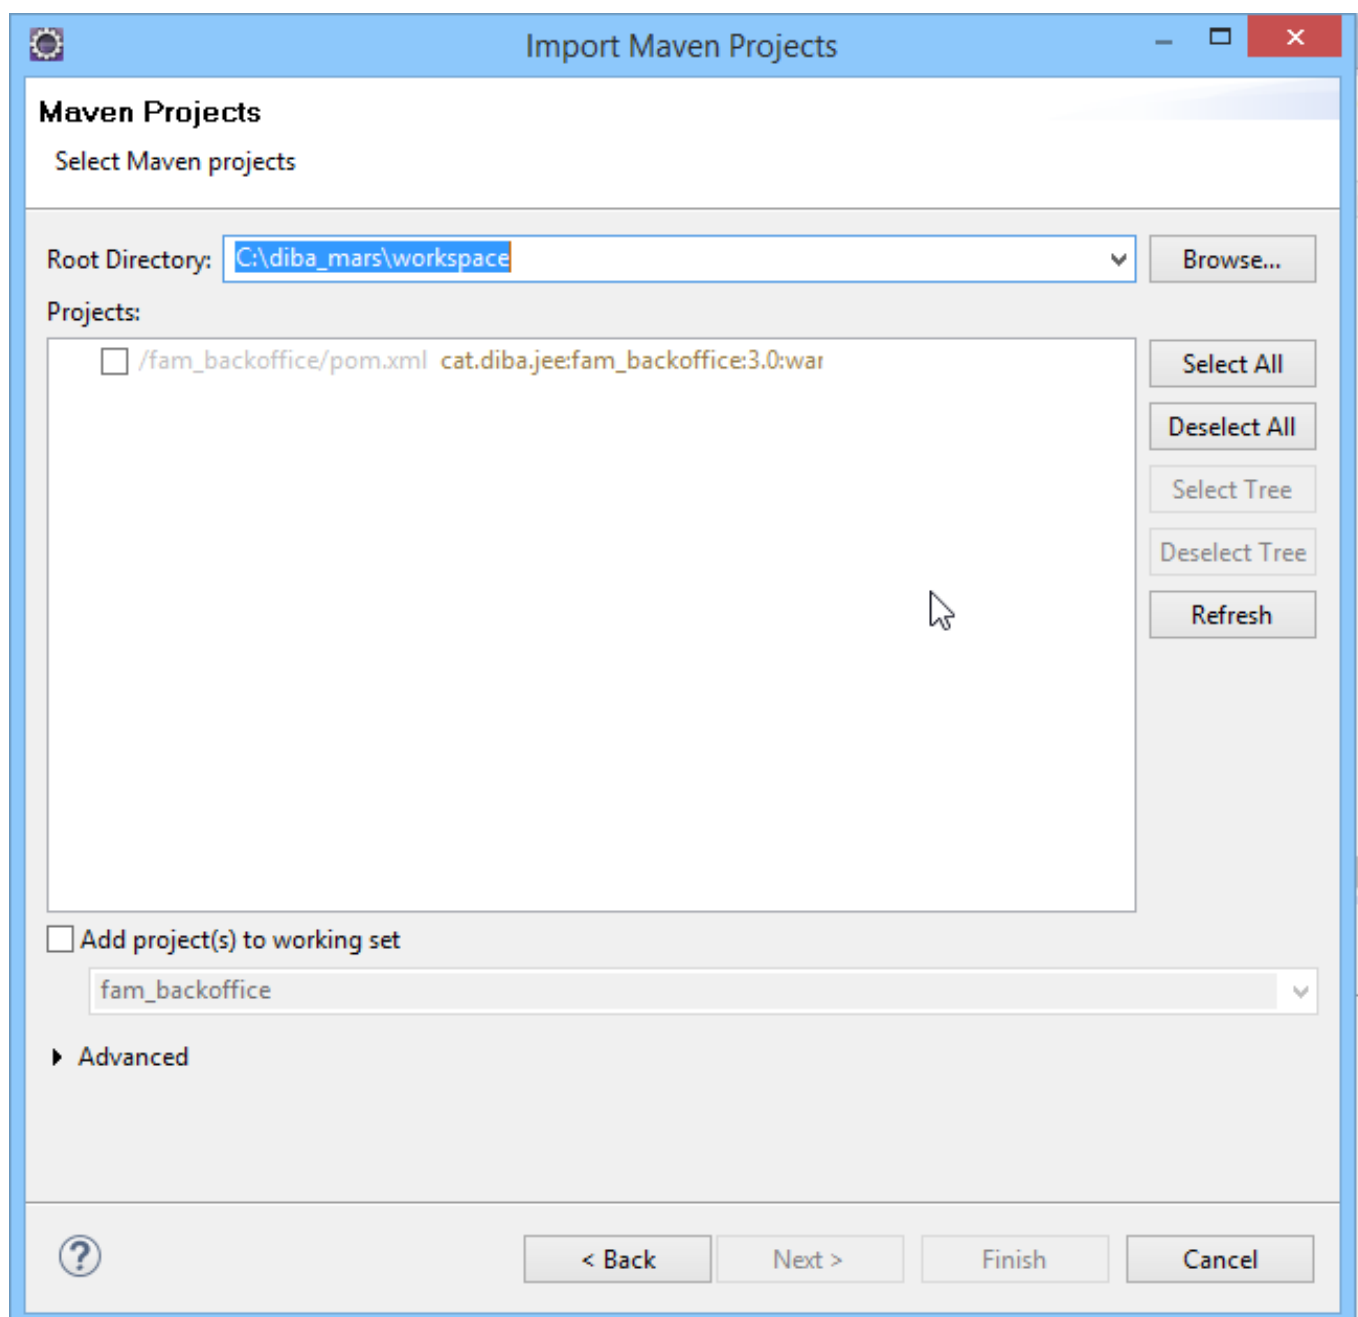 Import Maven Projects
Maven Projects
Select Maven projects
Root Directory: C:\diba_mars\workspace Browse...
Projects:
/fam_backoffice/pom.xml cat.diba.jee:fam_backoffice:3.0:war
Select All
Deselect All
Select Tree
Deselect Tree
Refresh
Add project(s) to working set
fam_backoffice
Advanced
< Back Next > Finish Cancel